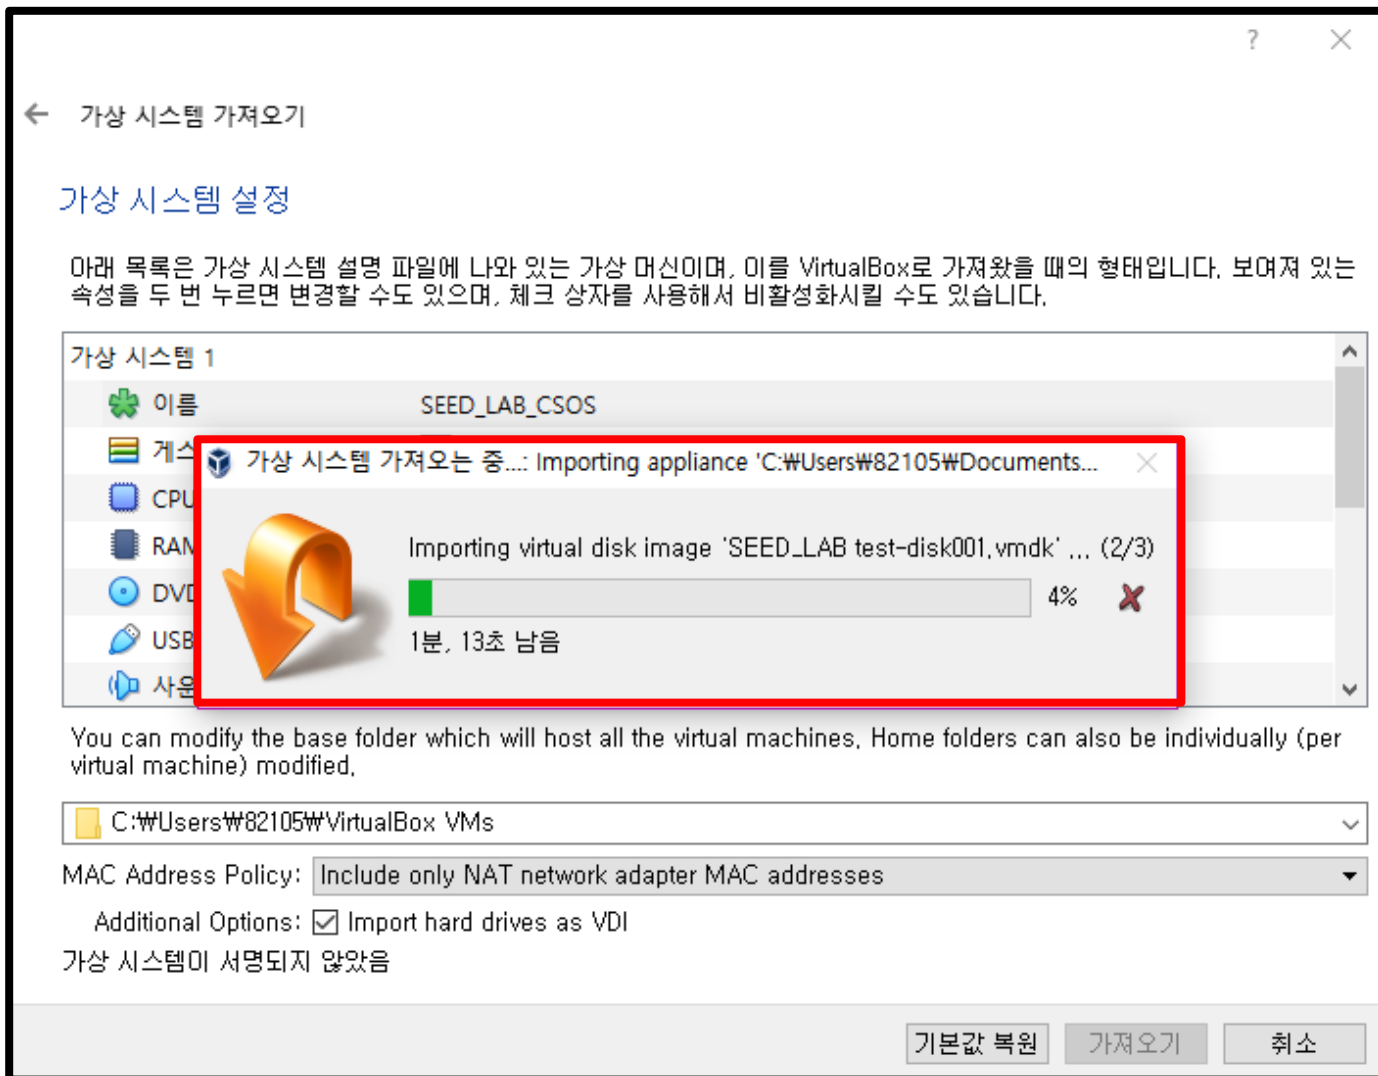 ?
가상 시스템 가져오기
가상 시스템 설정
아래 목록은 가상 시스템 설명 파일에 나와 있는 가상 머신이며, 이를 VirtualBox로 가져왔을 때의 형태입니다. 보여져 있는
속성을 두 번 누르면 변경할 수도 있으며, 체크 상자를 사용해서 비활성화시킬 수도 있습니다.
가상 시스템 1
이름 SEED_LAB_CSOS
게스
CPU
RAM
DVD
USB
사운
가상 시스템 가져오는 중...: Importing appliance 'C:₩Users₩82105₩Documents...
Importing virtual disk image 'SEED_LAB test-disk001.vmdk' ... (2/3)
4%
1분, 13초 남음
You can modify the base folder which will host all the virtual machines, Home folders can also be individually (per
virtual machine) modified,
C:₩Users₩82105₩VirtualBox VMs
MAC Address Policy: Include only NAT network adapter MAC addresses
Additional Options: Import hard drives as VDI
가상 시스템이 서명되지 않았음
기본값 복원 가져오기 취소